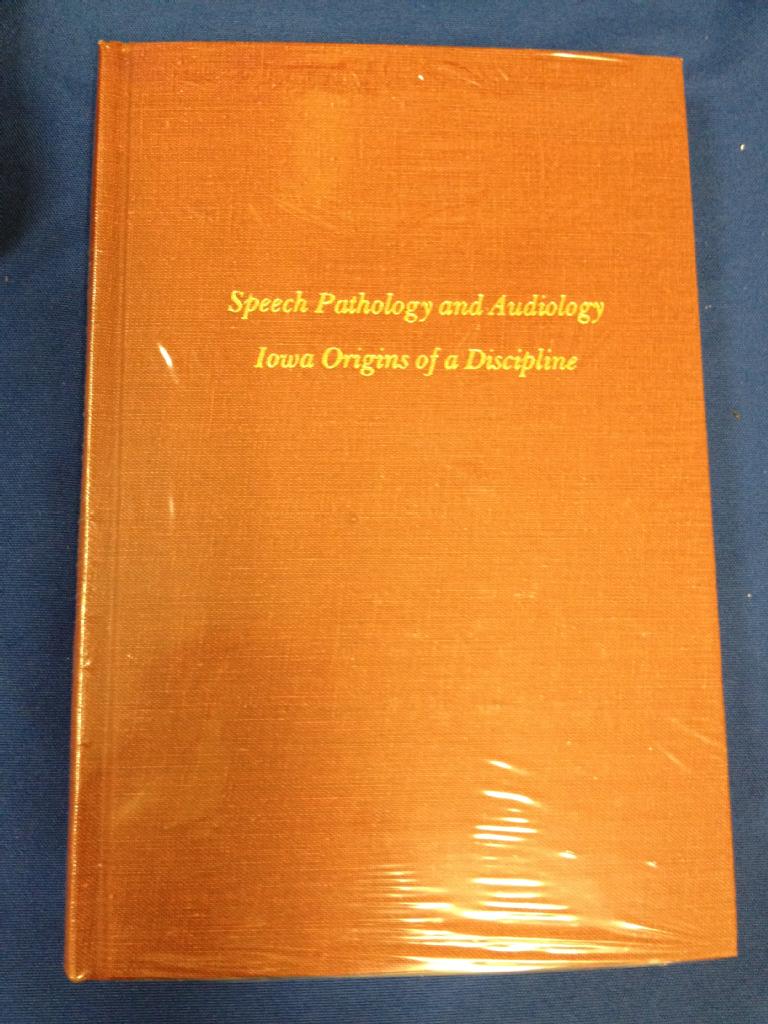 Speech Pathology and Audiology
Iowa Origins of a Discipline